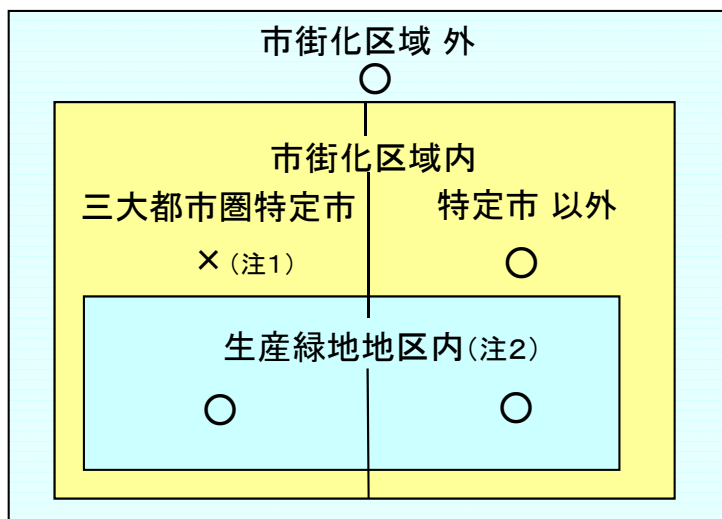 市街化区域 外
○
市街化区域内
三大都市圏特定市 特定市 以外
×(注1) ○
生産緑地地区内(注2)
○ ○